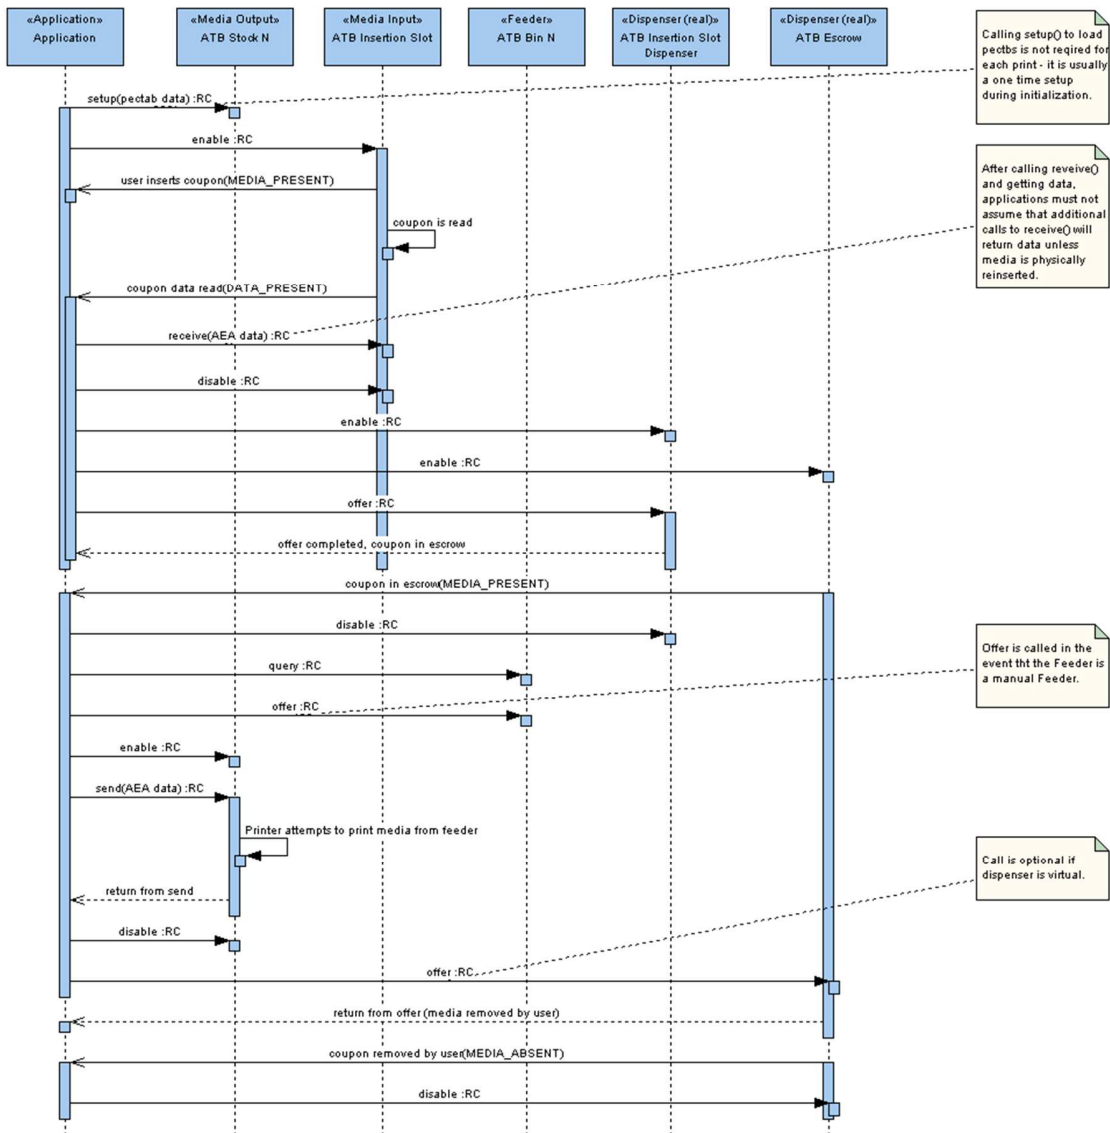 «Application»
Application
«Media Output»
ATB Stock N
«Media Input»
ATB Insertion Slot
«Feeder»
ATB Bin N
«Dispenser (real)»
ATB Insertion Slot
Dispenser
«Dispenser (real)»
ATB Escrow
Calling setup() to load
pectbs is not reqired for
each print - it is usually
a one time setup
during initialization.
setup(pectab data) :RC
enable :RC
After calling reveive()
and getting data,
applications must not
assume that additional
calls to receive() will
return data unless
media is physically
reinserted.
user inserts coupon(MEDIA_PRESENT)
coupon is read
coupon data read(DATA_PRESENT)
receive(AEA data) :RC
disable :RC
enable :RC
enable :RC
offer :RC
offer completed, coupon in escrow
coupon in escrow(MEDIA_PRESENT)
disable :RC
Offer is called in the
event tht the Feeder is
a manual Feeder.
query :RC
offer :RC
enable :RC
send(AEA data) :RC
Printer attempts to print media from feeder
Call is optional if
dispenser is virtual.
return from send
disable :RC
offer :RC
return from offer (media removed by user)
coupon removed by user(MEDIA_ABSENT)
disable :RC